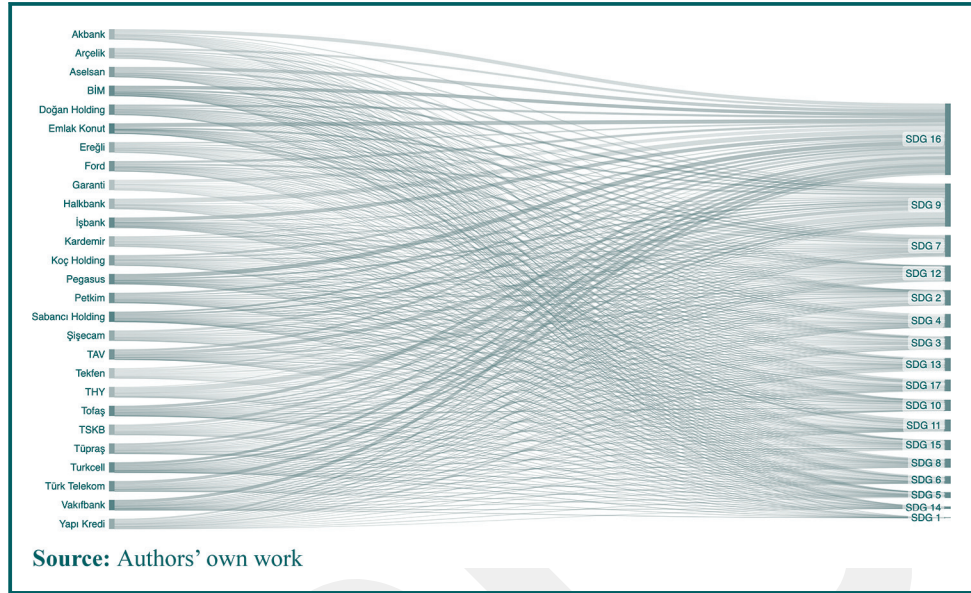 Akbank
Arçelik
Aselsan
BİM
Doğan Holding
Emlak Konut
Ereğli
Ford
Garanti
Halkbank
İşbank
Kardemir
Koç Holding
Pegasus
Petkim
Sabancı Holding
Şişecam
TAV
Tekfen
THY
Tofaş
TSKB
Tüpraş
Turkcell
Türk Telekom
Vakıfbank
Yapı Kredi
SDG 16
SDG 9
SDG 7
SDG 12
SDG 2
SDG 4
SDG 3
SDG 13
SDG 17
SDG 10
SDG 11
SDG 15
SDG 8
SDG 6
SDG 5
SDG 14
SDG 1
Source: Authors' own work